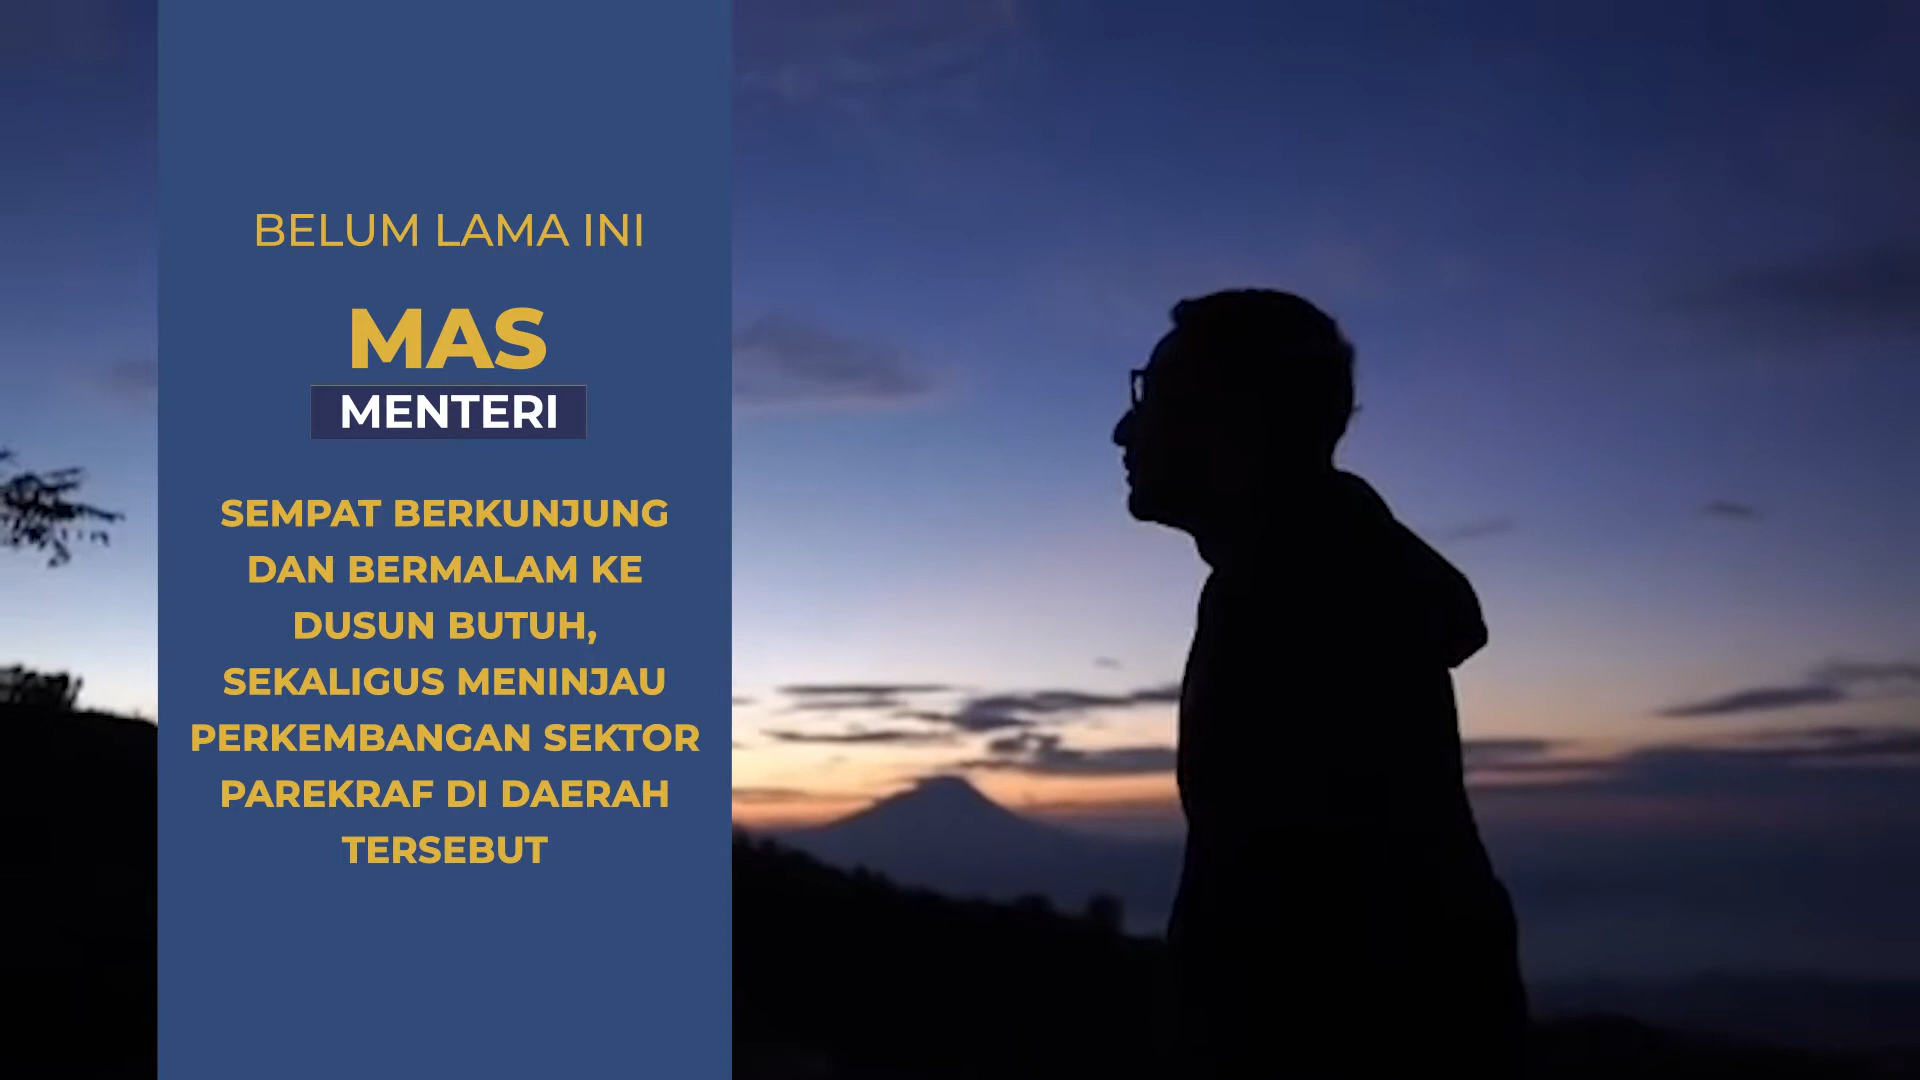 BELUM LAMA INI
MAS
MENTERI
SEMPAT BERKUNJUNG
DAN BERMALAM KE
DUSUN BUTUH,
SEKALIGUS MENINJAU
PERKEMBANGAN SEKTOR
PAREKRAF DI DAERAH
TERSEBUT